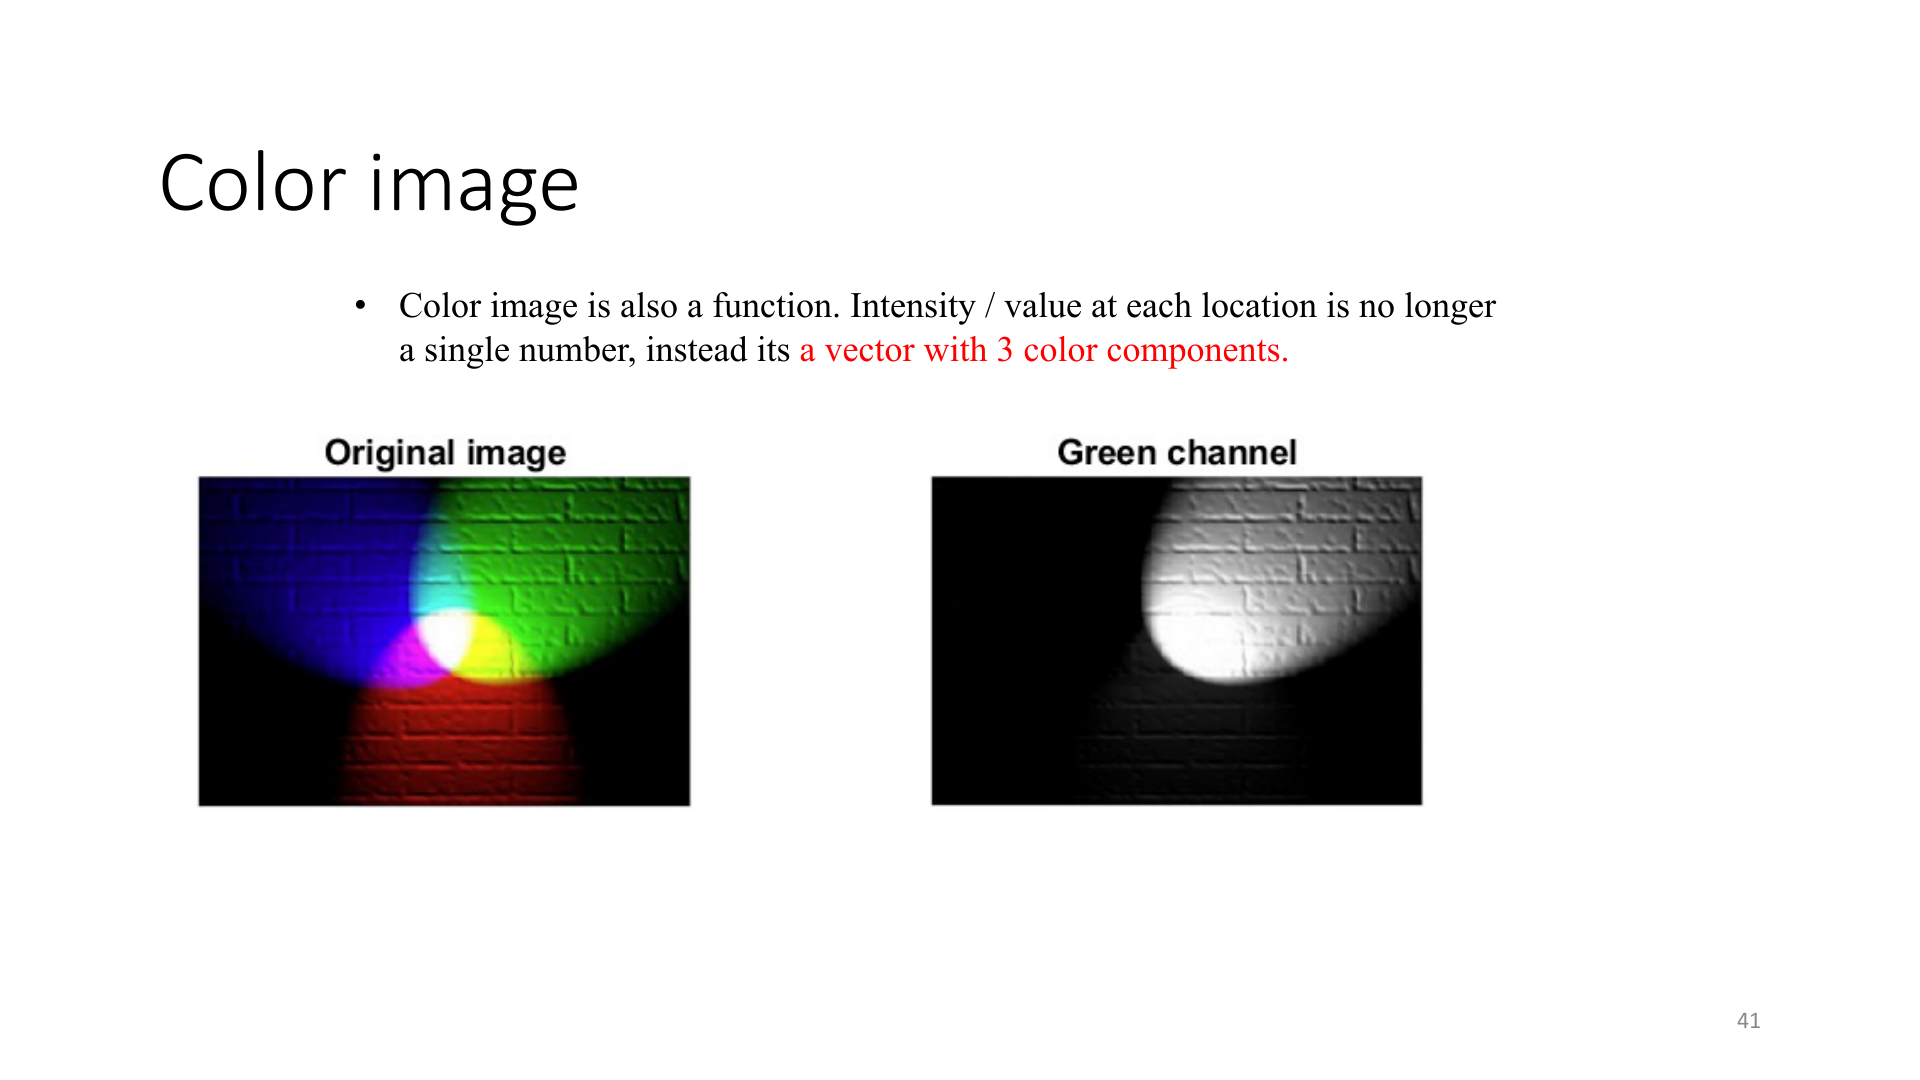 Color image
• Color image is also a function. Intensity / value at each location is no longer
a single number, instead its a vector with 3 color components.
Original image
Green channel
41